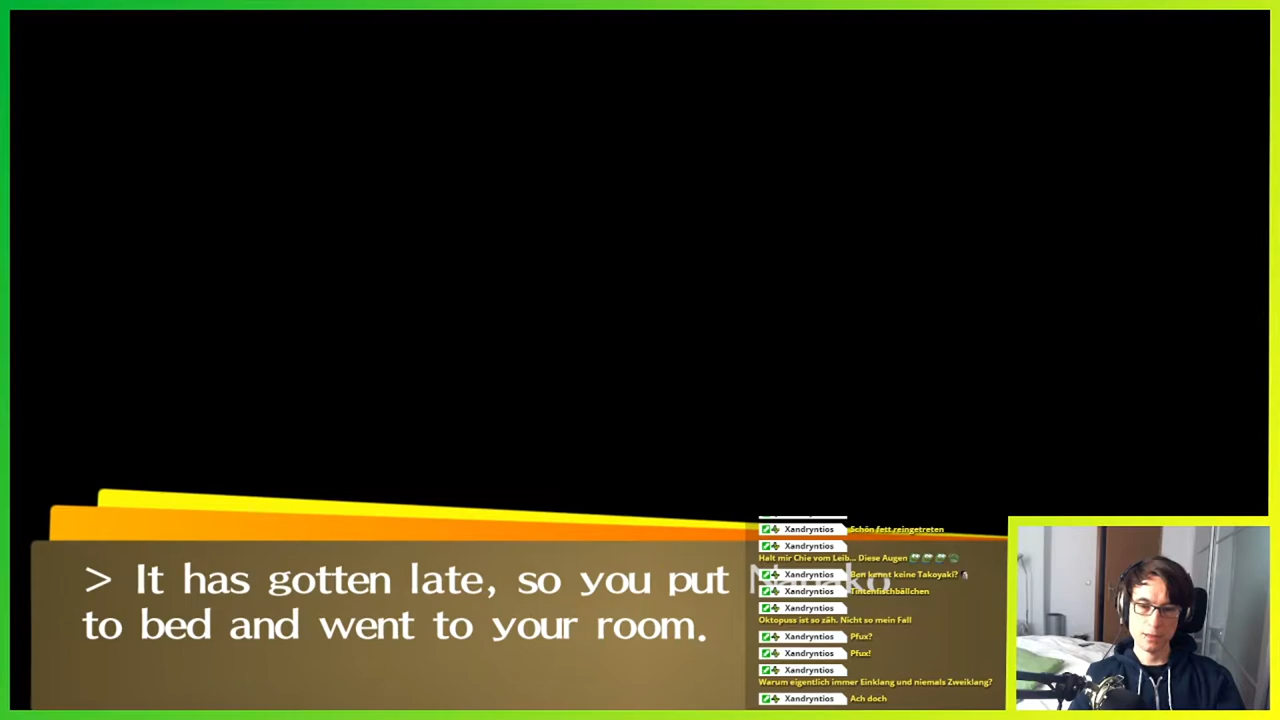 > It has gotten late, so you put Nanako
to bed and went to your room.
Xandryntios Schön fett reingetreten
Xandryntios
Halt mir Chie vom Leib... Diese Augen
Xandryntios Ben kennt keine Takoyaki?
Xandryntios Tintenfischbällchen
Xandryntios
Oktopuss ist so zäh. Nicht so mein Fall
Xandryntios Pfux?
Xandryntios Pfux!
Xandryntios
Warum eigentlich immer Einklang und niemals Zweiklang?
Xandryntios Ach doch